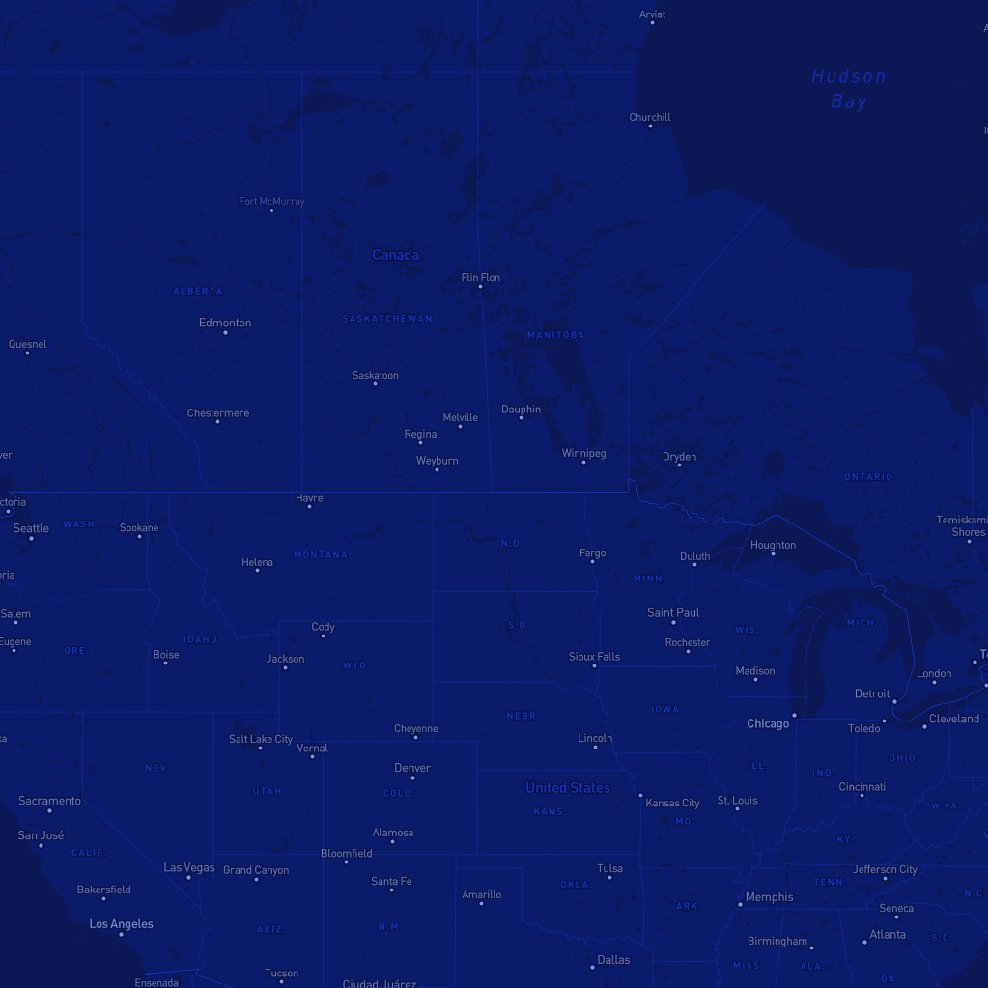 Arviat
Hudson
Bay
Churchill
Fort McMurray
Canada
Flin Flon
ALBERTA
SASKATCHEWAN
Edmonton
MANITOBA
Quesnel
Saskatoon
Chestermere
Melville
Dauphin
Regina
Winnipeg
Dryden
ver
Weyburn
ONTARIO
Havre
ctoria
Seattle
WASH.
Spokane
Temiskami
Shores
N.D.
Houghton
MONTANA
Fargo
Duluth
Helena
MINN.
ria
Salem
Saint Paul
MICH.
Cody
S.D.
WIS.
Eugene
IDAHO
Rochester
ORE.
Boise
Jackson
WYO.
Sioux Falls
Madison
London
Detroit
IOWA
NEBR.
Chicago
Cleveland
Toledo
Cheyenne
Salt Lake City
Vernal
Lincoln
OHIO
NEV.
Denver
ILL.
IND.
United States
UTAH
COLO.
Cincinnati
Sacramento
Kansas City
St. Louis
W.VA.
KANS.
MO.
San José
Alamosa
KY.
CALIF.
Bloomfield
Las Vegas
Grand Canyon
Tulsa
Jefferson City
Santa Fe
OKLA.
TENN.
Bakersfield
Amarillo
Memphis
N.C.
ARK.
Seneca
Los Angeles
ARIZ.
N.M.
Birmingham
Atlanta
S.C.
Dallas
MISS.
ALA.
Tucson
GA.
Ensenada
Ciudad Juárez